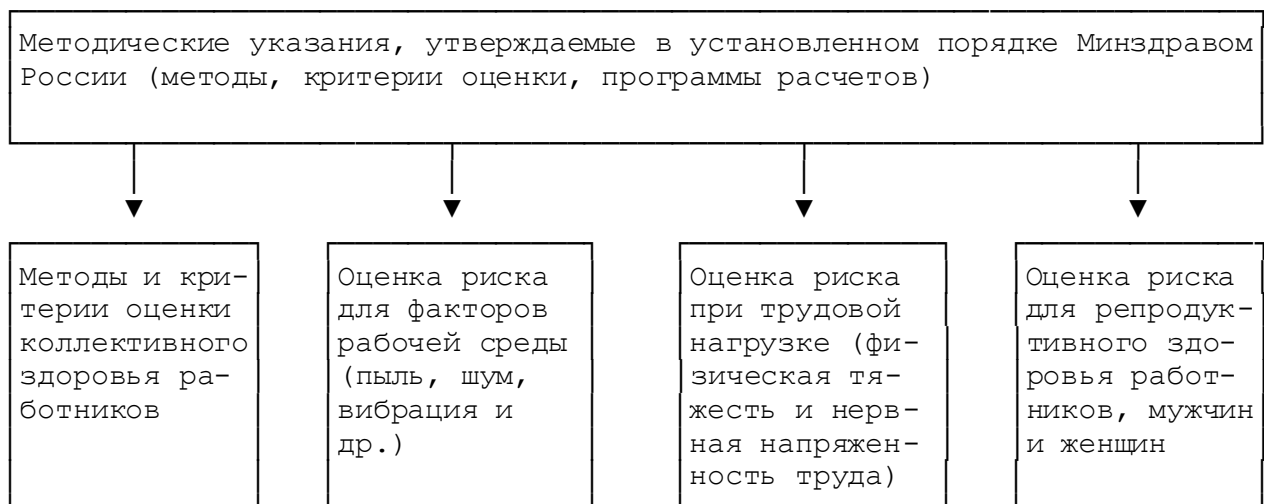 Методические указания, утверждаемые в установленном порядке Минздравом
России (методы, критерии оценки, программы расчетов)
Методы и кри-
терии оценки
коллективного
здоровья ра-
ботников
Оценка риска
для факторов
рабочей среды
(пыль, шум,
вибрация и
др.)
Оценка риска
при трудовой
нагрузке (фи-
зическая тя-
жесть и нерв-
ная напряжен-
ность труда)
Оценка риска
для репродук-
тивного здо-
ровья работ-
ников, мужчин
и женщин